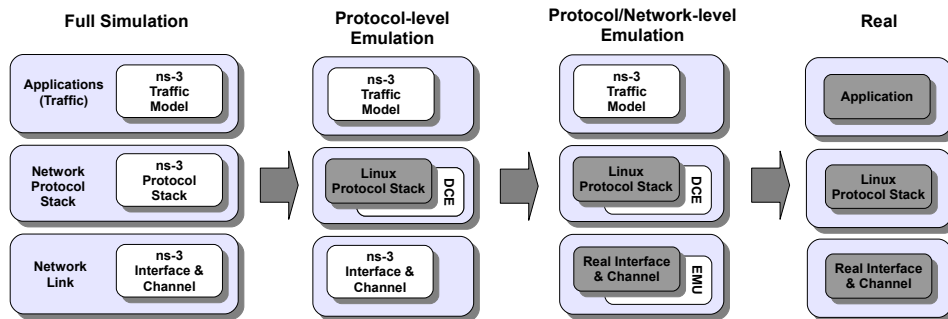 Full Simulation
Protocol-level
Emulation
Protocol/Network-level
Emulation
Real
Applications
(Traffic)
ns-3
Traffic
Model
ns-3
Traffic
Model
ns-3
Traffic
Model
Application
Network
Protocol
Stack
ns-3
Protocol
Stack
Linux
Protocol Stack
DCE
Linux
Protocol Stack
DCE
Linux
Protocol Stack
Network
Link
ns-3
Interface &
Channel
ns-3
Interface &
Channel
Real Interface
& Channel
EMU
Real Interface
& Channel